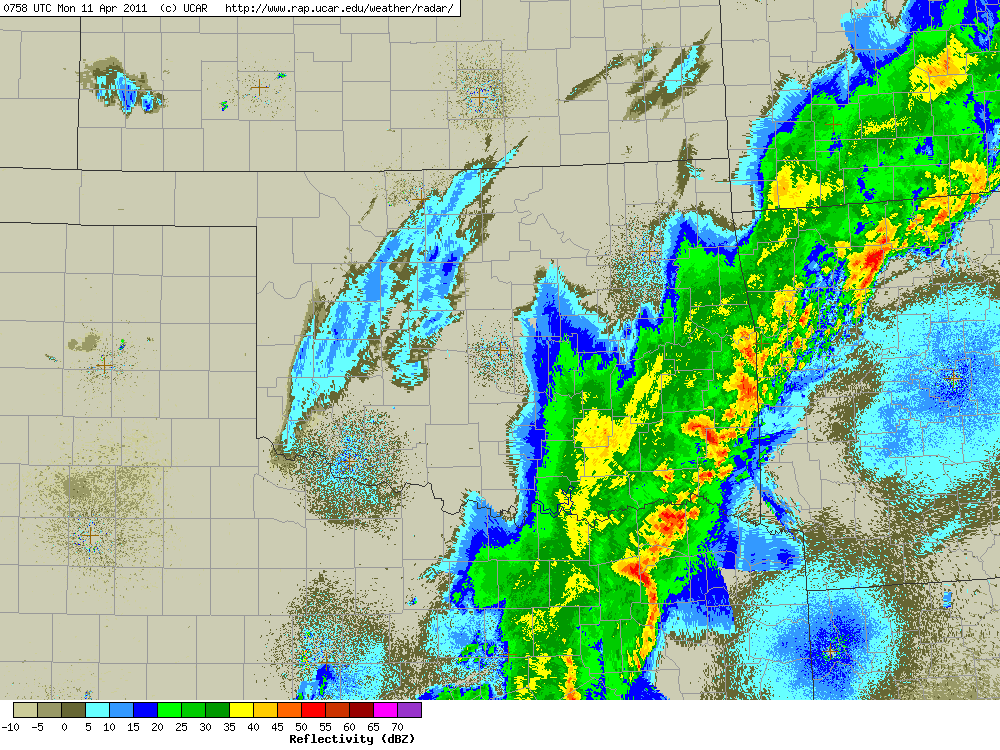 0758 UTC Mon 11 Apr 2011 (c) UCAR http://www.rap.ucar.edu/weather/radar/
-10 -5 0 5 10 15 20 25 30 35 40 45 50 55 60 65 70
Reflectivity (dBZ)